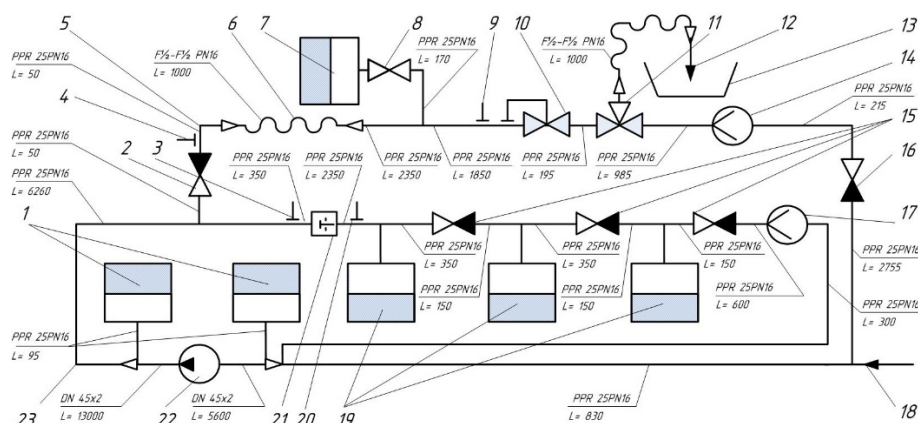 5
6
7
8
9
10
11
12
13
14
PPR 25PN16
L= 50
F½-F½ PN16
L= 1000
PPR 25PN16
L= 170
F½-F½ PN16
L=1000
PPR 25PN16
L= 215
4
15
PPR 25PN16
L= 50
2
3
PPR 25PN16
L= 350
PPR 25PN16
L= 2350
PPR 25PN16
L= 2350
PPR 25PN16
L=1850
PPR 25PN16
L= 195
PPR 25PN16
L= 985
16
PPR 25PN16
L= 6260
1
17
PPR 25PN16
L= 350
PPR 25PN16
L= 350
PPR 25PN16
L= 150
PPR 25PN16
L= 2755
PPR 25PN16
L= 150
PPR 25PN16
L= 150
PPR 25PN16
L= 600
PPR 25PN16
L= 300
PPR 25PN16
L= 95
DN 45x2
L= 13000
DN 45x2
L= 5600
PPR 25PN16
L= 830
23
22
21
20
19
18